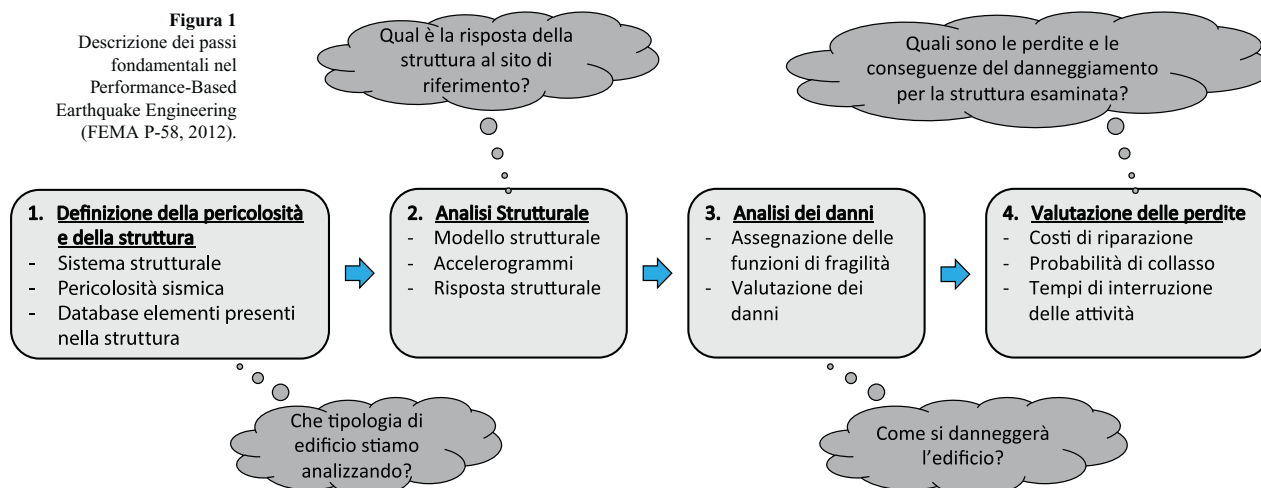 Figura 1
Descrizione dei passi
fondamentali nel
Performance-Based
Earthquake Engineering
(FEMA P-58, 2012).
Qual è la risposta della
struttura al sito di
riferimento?
Quali sono le perdite e le
conseguenze del danneggiamento
per la struttura esaminata?
1. Definizione della pericolosità
e della struttura
- Sistema strutturale
- Pericolosità sismica
- Database elementi presenti
nella struttura
2. Analisi Strutturale
- Modello strutturale
- Accelerogrammi
- Risposta strutturale
3. Analisi dei danni
- Assegnazione delle
funzioni di fragilità
- Valutazione dei
danni
4. Valutazione delle perdite
- Costi di riparazione
- Probabilità di collasso
- Tempi di interruzione
delle attività
Che tipologia di
edificio stiamo
analizzando?
Come si danneggerà
l'edificio?